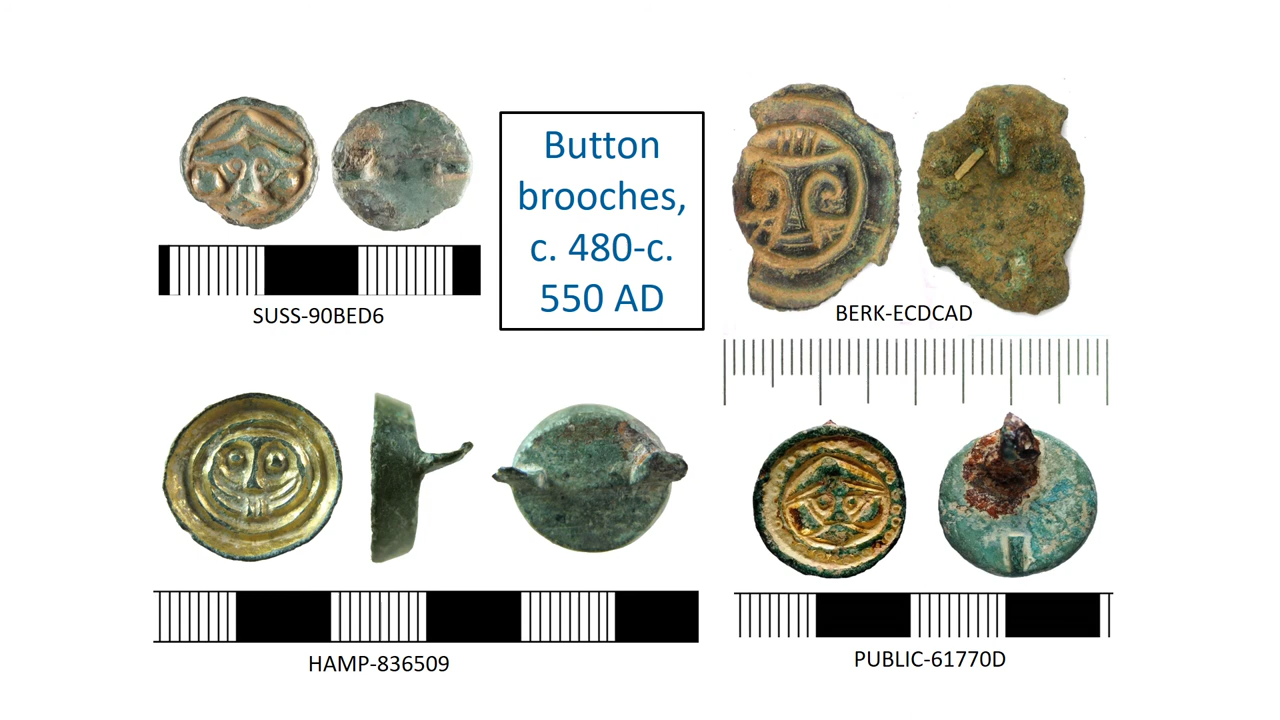 Button
brooches,
c. 480-c.
550 AD
SUSS-90BED6
BERK-ECDCAD
HAMP-836509
PUBLIC-61770D